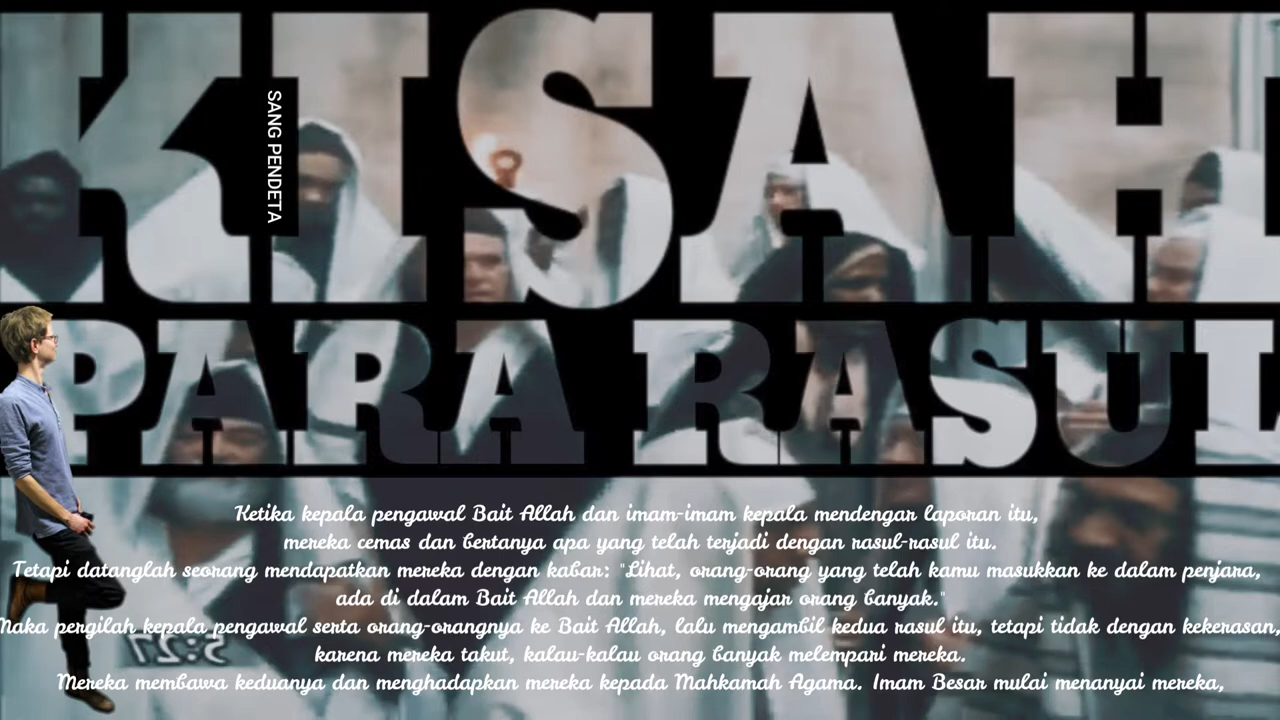 KISAH
SANG PENDETA
PARA RASUL
Ketika kepala pengawal Bait Allah dan imam-imam kepala mendengar laporan itu,
mereka cemas dan bertanya apa yang telah terjadi dengan rasul-rasul itu.
Tetapi datanglah seorang mendapatkan mereka dengan kabar: "Lihat, orang-orang yang telah kamu masukkan ke dalam penjara,
ada di dalam Bait Allah dan mereka mengajar orang banyak."
Maka pergilah kepala pengawal serta orang-orangnya ke Bait Allah, lalu mengambil kedua rasul itu, tetapi tidak dengan kekerasan,
5:27
karena mereka takut, kalau-kalau orang banyak melempari mereka.
Mereka membawa keduanya dan menghadapkan mereka kepada Mahkamah Agama. Imam Besar mulai menanyai mereka,